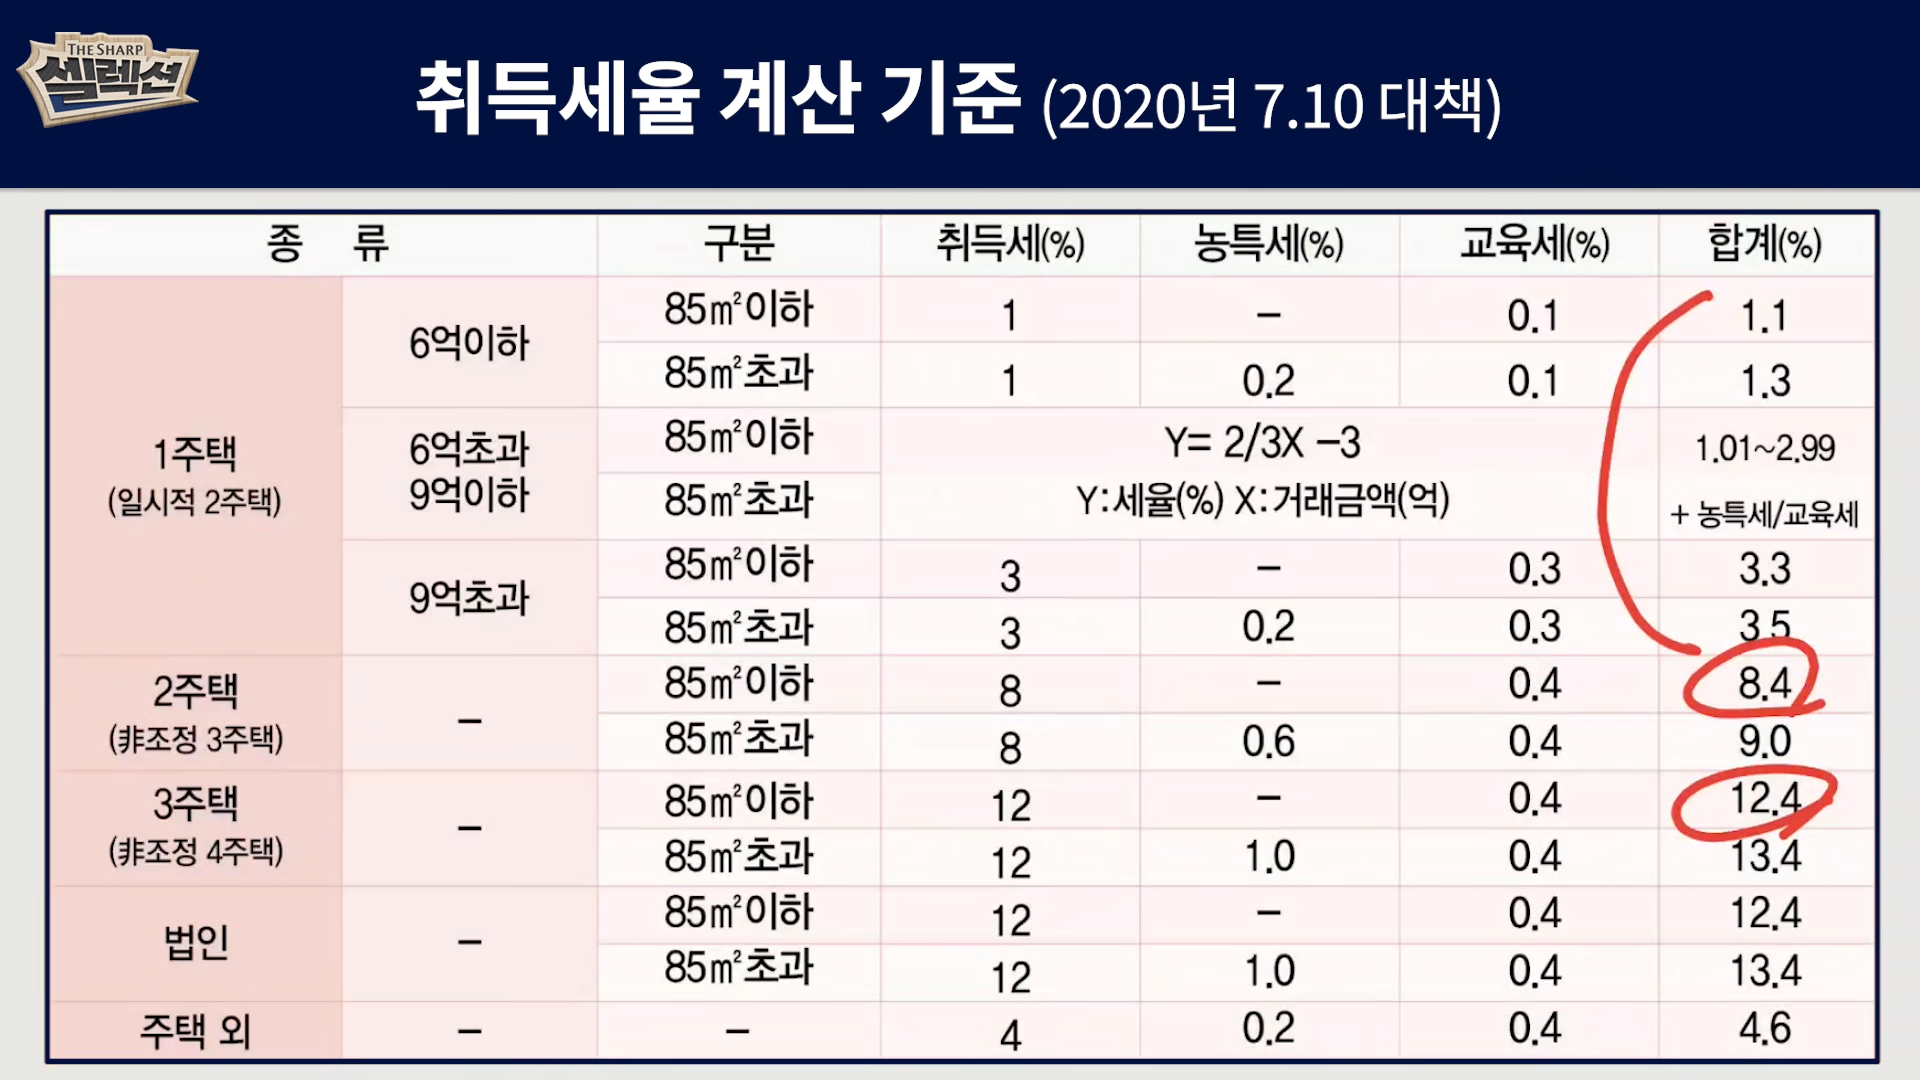 THE SHARP
셀렉션
취득세율 계산 기준 (2020년 7.10 대책)
종 류 구분 취득세(%) 농특세(%) 교육세(%) 합계(%)
1주택
(일시적 2주택)
6억이하
85㎡이하 1 – 0.1 1.1
85㎡초과 1 0.2 0.1 1.3
6억초과
9억이하
85㎡이하
85㎡초과
Y= 2/3X –3
Y:세율(%) X:거래금액(억)
1.01~2.99
+ 농특세/교육세
9억초과
85㎡이하 3 – 0.3 3.3
85㎡초과 3 0.2 0.3 3.5
2주택
(非조정 3주택)
–
85㎡이하 8 – 0.4 8.4
85㎡초과 8 0.6 0.4 9.0
3주택
(非조정 4주택)
–
85㎡이하 12 – 0.4 12.4
85㎡초과 12 1.0 0.4 13.4
법인
–
85㎡이하 12 – 0.4 12.4
85㎡초과 12 1.0 0.4 13.4
주택 외 – – 4 0.2 0.4 4.6